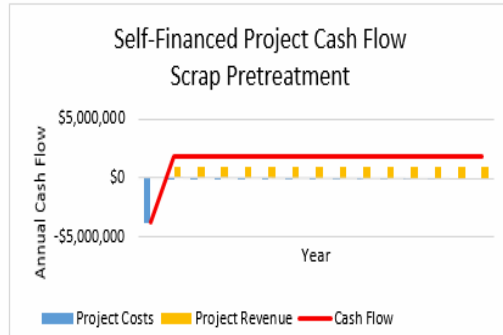 Self-Financed Project Cash Flow
Scrap Pretreatment
Annual Cash Flow
$5,000,000
$0
-$5,000,000
Year
Project Costs Project Revenue Cash Flow